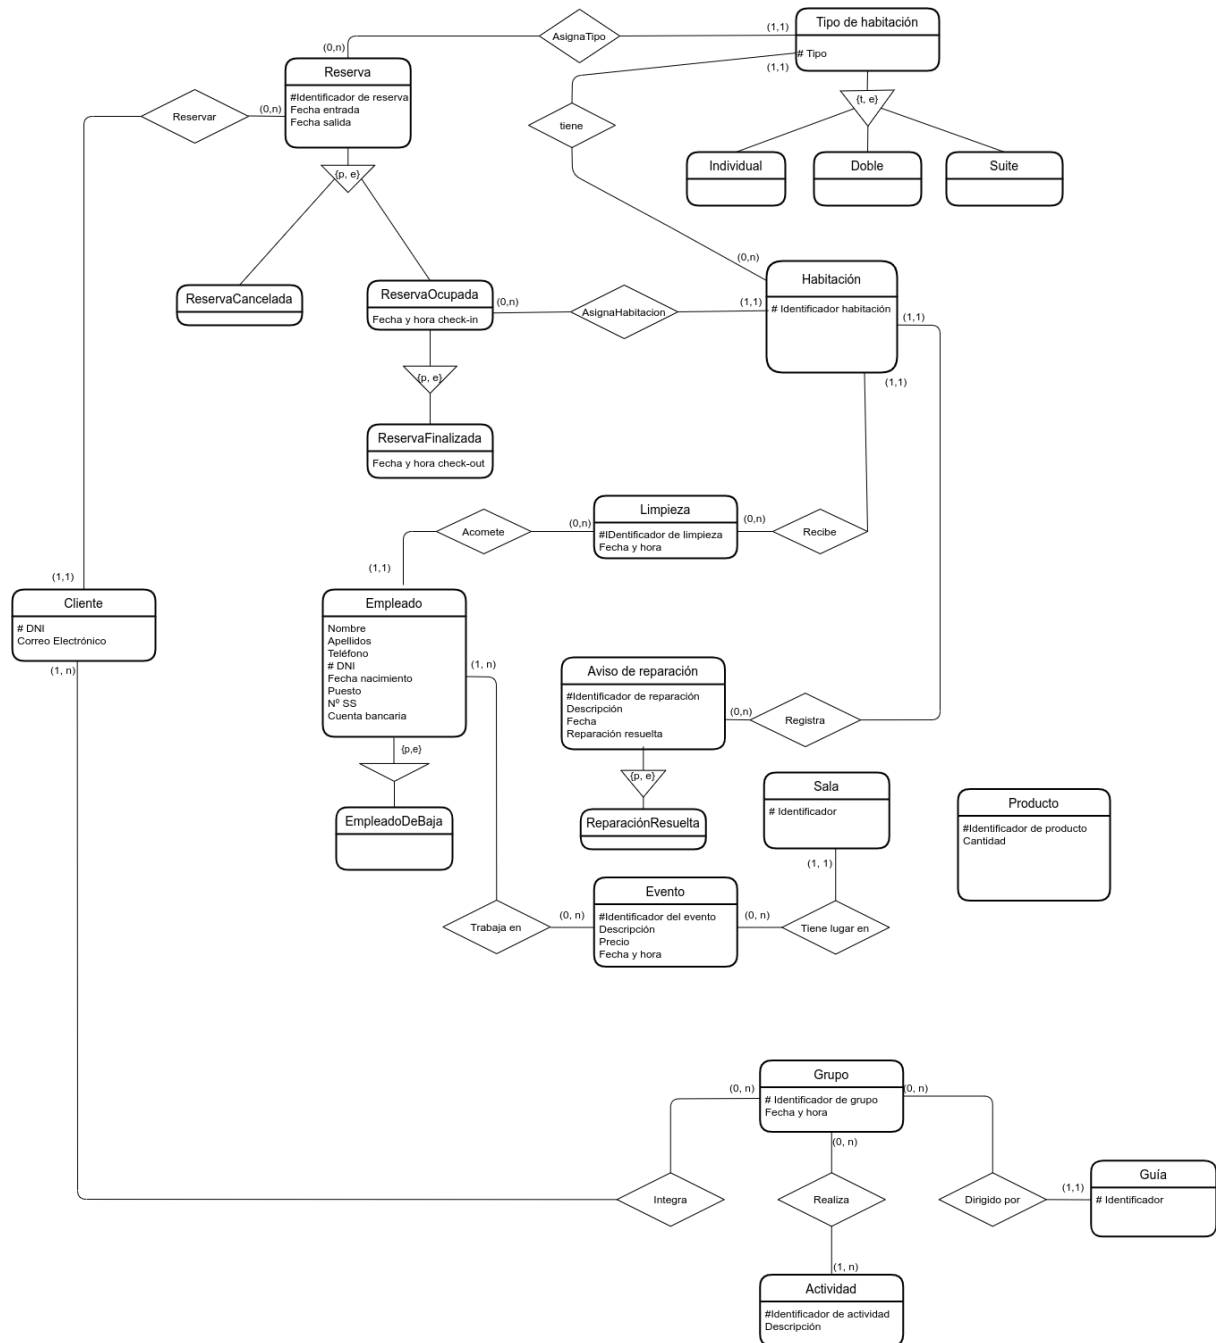 AsignaTipo
(1,1)
Tipo de habitación
# Tipo
(0,n)
(1,1)
Reserva
#Identificador de reserva
Fecha entrada
Fecha salida
Reservar
(0,n)
{t, e}
tiene
Individual
Doble
Suite
{p, e}
(0,n)
Habitación
# Identificador habitación
ReservaCancelada
ReservaOcupada
Fecha y hora check-in
(0,n)
AsignaHabitacion
(1,1)
(1,1)
{p, e}
(1,1)
ReservaFinalizada
Fecha y hora check-out
Acomete
(0,n)
Limpieza
#IDentificador de limpieza
Fecha y hora
(0,n)
Recibe
(1,1)
(1,1)
Cliente
# DNI
Correo Electrónico
(1, n)
Empleado
Nombre
Apellidos
Teléfono
# DNI
Fecha nacimiento
Puesto
Nº SS
Cuenta bancaria
(1, n)
Aviso de reparación
#Identificador de reparación
Descripción
Fecha
Reparación resuelta
(0,n)
Registra
{p,e}
{p, e}
EmpleadoDeBaja
ReparaciónResuelta
Sala
# Identificador
Producto
#Identificador de producto
Cantidad
(1, 1)
Trabaja en
(0, n)
Evento
#Identificador del evento
Descripción
Precio
Fecha y hora
(0, n)
Tiene lugar en
(0, n)
Grupo
# Identificador de grupo
Fecha y hora
(0, n)
(0, n)
Integra
Realiza
Dirigido por
(1,1)
Guía
# Identificador
(1, n)
Actividad
#Identificador de actividad
Descripción